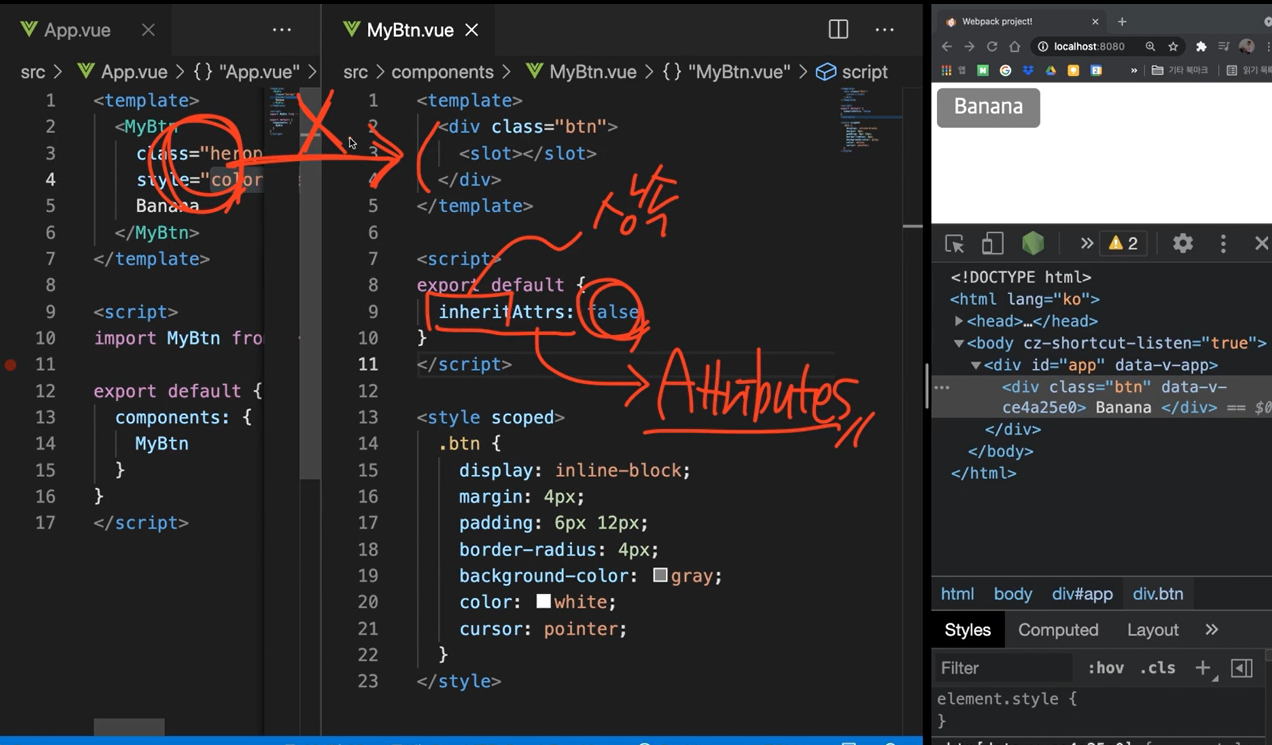 App.vue
src > App.vue > {} "App.vue" >
1 <template>
2 <MyBtn
3 class="herop
4 style="color
5 Banana
6 </MyBtn>
7 </template>
8
9 <script>
10 import MyBtn fro
11
12 export default {
13 components: {
14 MyBtn
15 }
16 }
17 </script>
MyBtn.vue
src > components > MyBtn.vue > {} "MyBtn.vue" > script
1 <template>
2 <div class="btn">
3 <slot></slot>
4 </div>
5 </template>
6
7 <script>
8 export default {
9 inheritAttrs: false
10 }
11 </script>
12
13 <style scoped>
14 .btn {
15 display: inline-block;
16 margin: 4px;
17 padding: 6px 12px;
18 border-radius: 4px;
19 background-color: gray;
20 color: white;
21 cursor: pointer;
22 }
23 </style>
X
상속
Attributes
Webpack project!
localhost:8080
앱
» 기타 북마크 읽기 목
Banana
» 2
<!DOCTYPE html>
<html lang="ko">
<head>…</head>
<body cz-shortcut-listen="true">
<div id="app" data-v-app>
<div class="btn" data-v-
ce4a25e0> Banana </div> == $0
</div>
</body>
</html>
html body div#app div.btn
Styles Computed Layout »
Filter :hov .cls +
element.style {
}